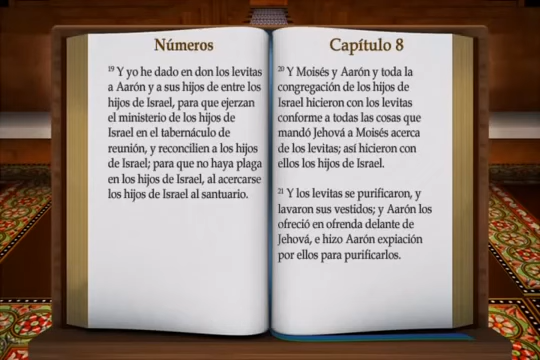 Números
19 Y yo he dado en don los levitas
a Aarón y a sus hijos de entre los
hijos de Israel, para que ejerzan
el ministerio de los hijos de
Israel en el tabernáculo de
reunión, y reconcilien a los hijos
de Israel; para que no haya plaga
en los hijos de Israel, al acercarse
los hijos de Israel al santuario.
Capítulo 8
20 Y Moisés y Aarón y toda la
congregación de los hijos de
Israel hicieron con los levitas
conforme a todas las cosas que
mandó Jehová a Moisés acerca
de los levitas; así hicieron con
ellos los hijos de Israel.
21 Y los levitas se purificaron, y
lavaron sus vestidos; y Aarón los
ofreció en ofrenda delante de
Jehová, e hizo Aarón expiación
por ellos para purificarlos.